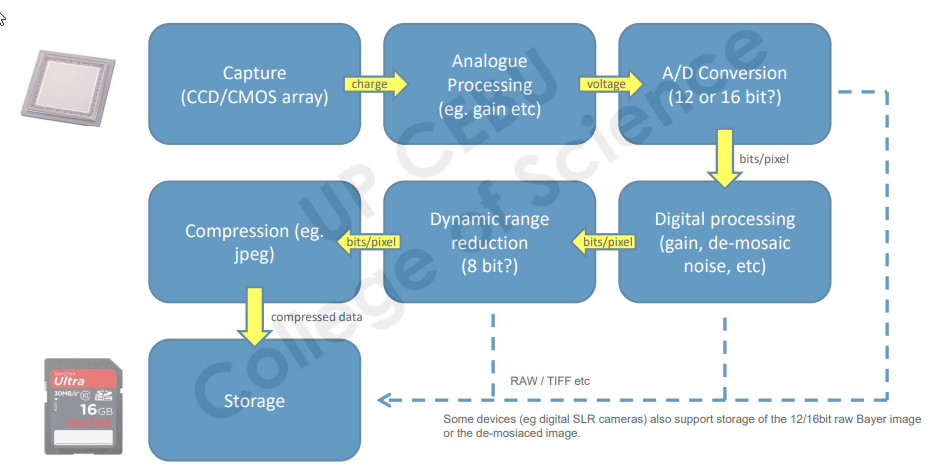 Capture
(CCD/CMOS array)
charge
Analogue
Processing
(eg. gain etc)
voltage
A/D Conversion
(12 or 16 bit?)
bits/pixel
Digital processing
(gain, de-mosaic
noise, etc)
bits/pixel
Dynamic range
reduction
(8 bit?)
bits/pixel
Compression (eg.
jpeg)
compressed data
Storage
RAW / TIFF etc
Some devices (eg digital SLR cameras) also support storage of the 12/16bit raw Bayer image
or the de-mosiaced image.
UP CEBU
College of Science
SanDisk
Ultra
30MB/s
16GB